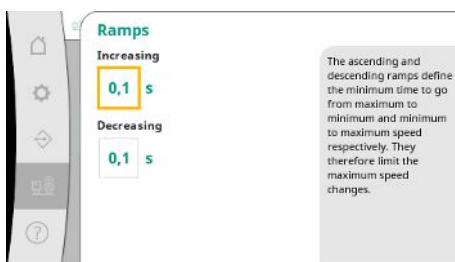 Ramps
Increasing
0,1 s
Decreasing
0,1 s
The ascending and
descending ramps define
the minimum time to go
from maximum to
minimum and minimum
to maximum speed
respectively. They
therefore limit the
maximum speed
changes.
?